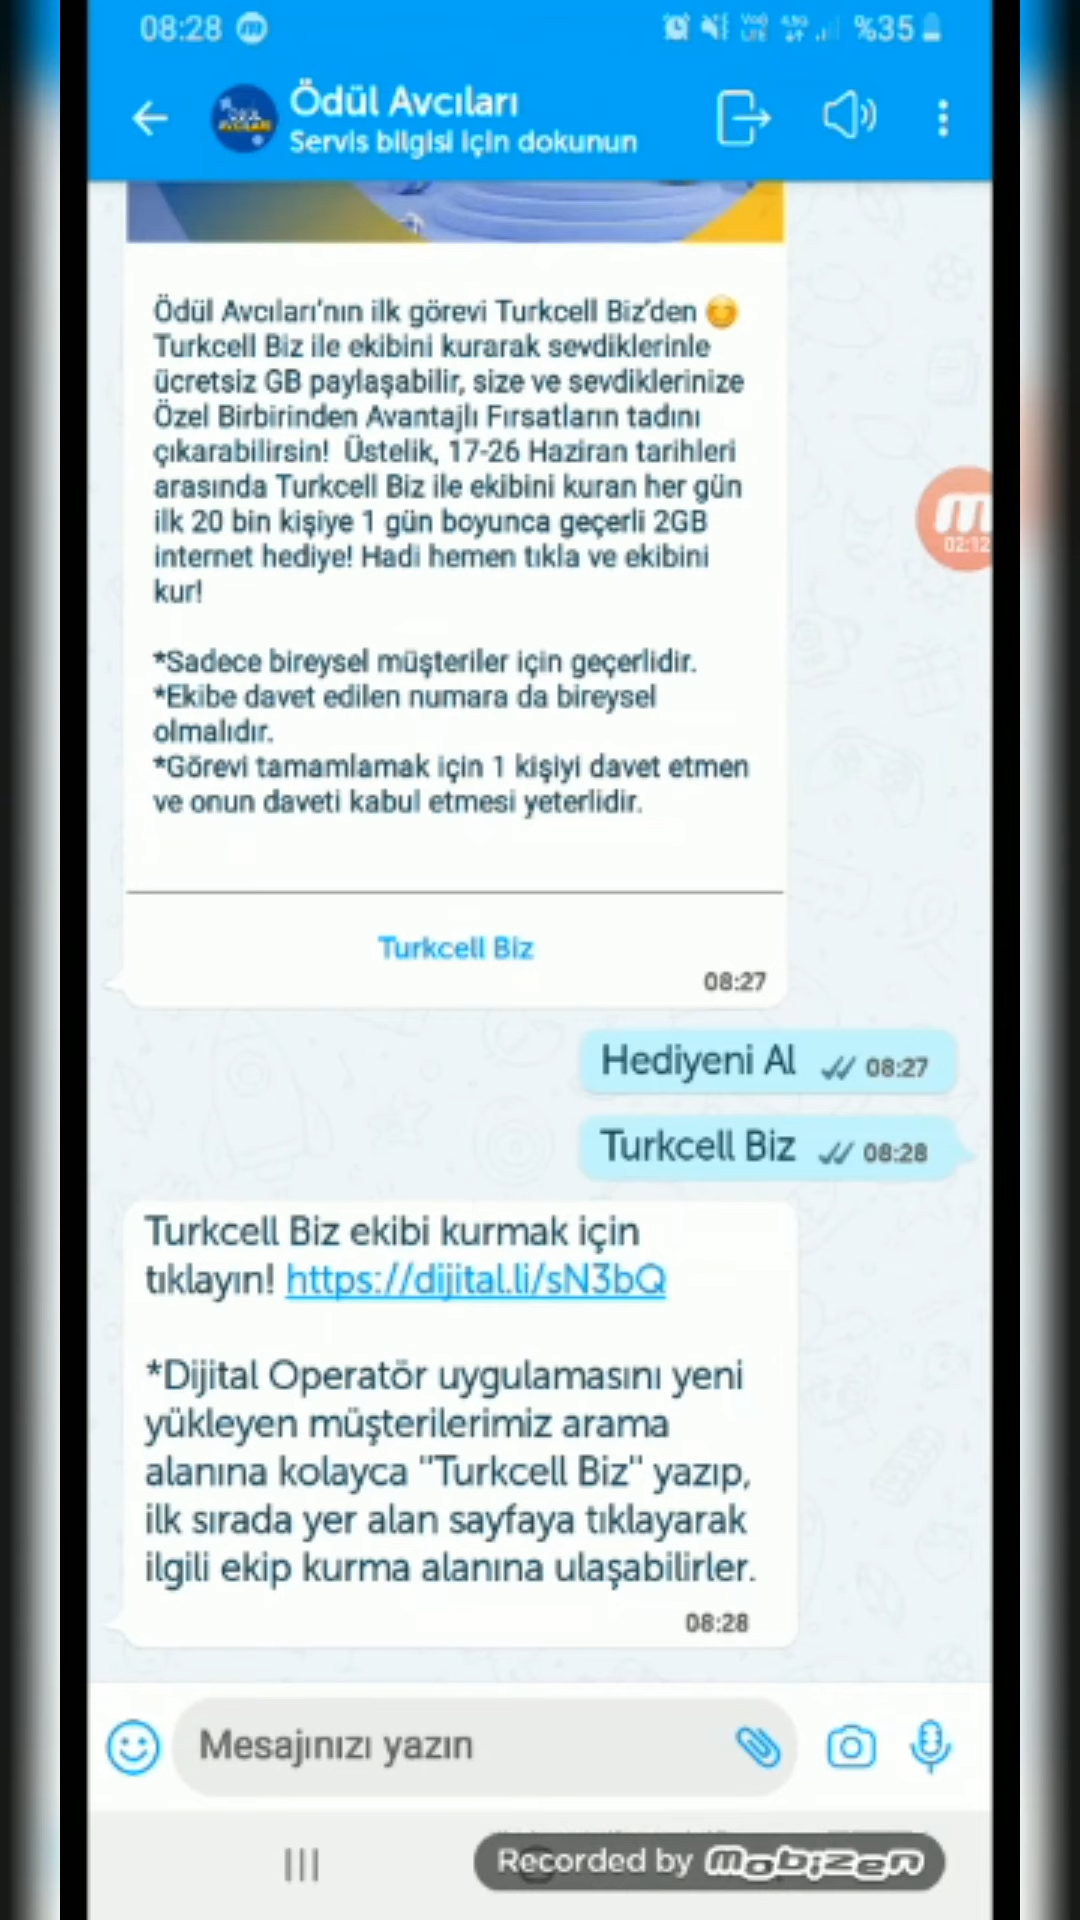 08:28 %35
Ödül Avcıları
Servis bilgisi için dokunun
Ödül Avcıları'nın ilk görevi Turkcell Biz'den 😊
Turkcell Biz ile ekibini kurarak sevdiklerinle
ücretsiz GB paylaşabilir, size ve sevdiklerinize
Özel Birbirinden Avantajlı Fırsatların tadını
çıkarabilirsin! Üstelik, 17-26 Haziran tarihleri
arasında Turkcell Biz ile ekibini kuran her gün
ilk 20 bin kişiye 1 gün boyunca geçerli 2GB
internet hediye! Hadi hemen tıkla ve ekibini
kur!
02:12
*Sadece bireysel müşteriler için geçerlidir.
*Ekibe davet edilen numara da bireysel
olmalıdır.
*Görevi tamamlamak için 1 kişiyi davet etmen
ve onun daveti kabul etmesi yeterlidir.
Turkcell Biz
08:27
Hediyeni Al 08:27
Turkcell Biz 08:28
Turkcell Biz ekibi kurmak için
tıklayın! https://dijital.li/sN3bQ
*Dijital Operatör uygulamasını yeni
yükleyen müşterilerimiz arama
alanına kolayca "Turkcell Biz" yazıp,
ilk sırada yer alan sayfaya tıklayarak
ilgili ekip kurma alanına ulaşabilirler.
08:28
Mesajınızı yazın
Recorded by mobizen